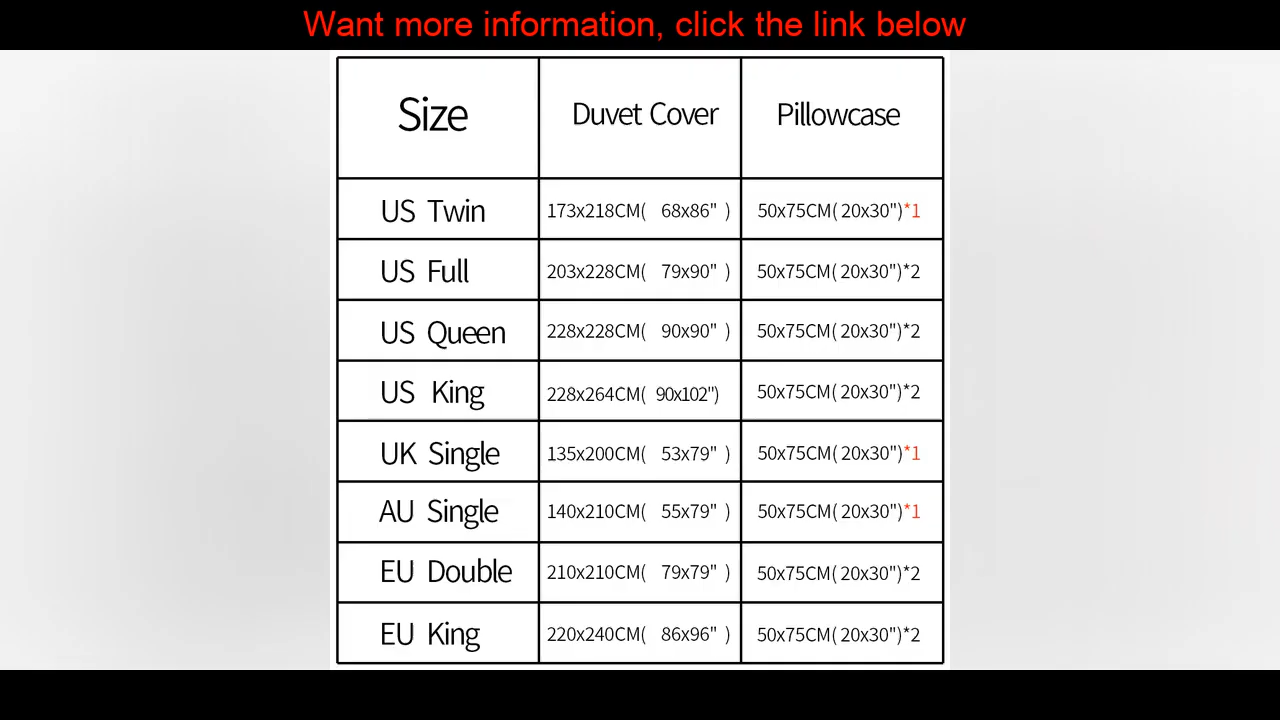 Want more information, click the link below
Size Duvet Cover Pillowcase
US Twin 173x218CM( 68x86" ) 50x75CM( 20x30")*1
US Full 203x228CM( 79x90" ) 50x75CM( 20x30")*2
US Queen 228x228CM( 90x90" ) 50x75CM( 20x30")*2
US King 228x264CM( 90x102") 50x75CM( 20x30")*2
UK Single 135x200CM( 53x79" ) 50x75CM( 20x30")*1
AU Single 140x210CM( 55x79" ) 50x75CM( 20x30")*1
EU Double 210x210CM( 79x79" ) 50x75CM( 20x30")*2
EU King 220x240CM( 86x96" ) 50x75CM( 20x30")*2